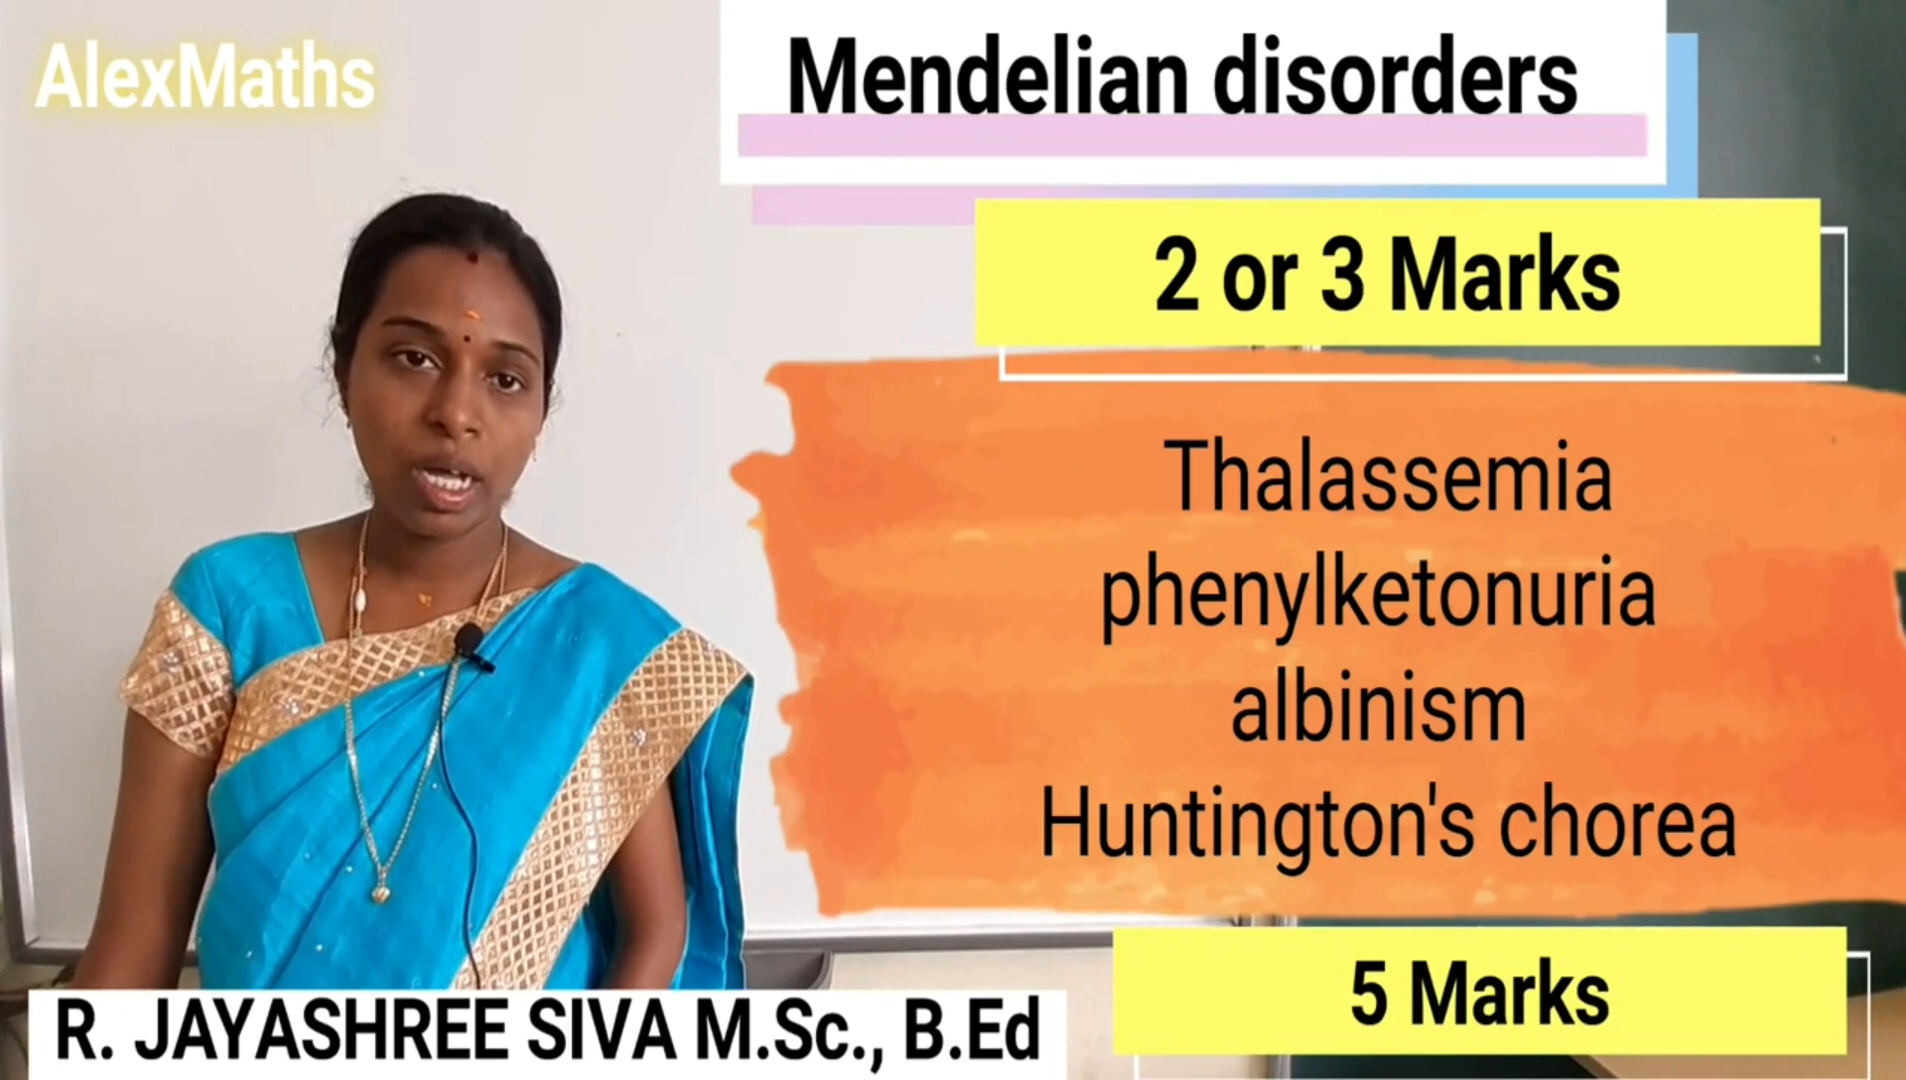 AlexMaths
Mendelian disorders
2 or 3 Marks
Thalassemia
phenylketonuria
albinism
Huntington's chorea
5 Marks
R. JAYASHREE SIVA M.Sc., B.Ed